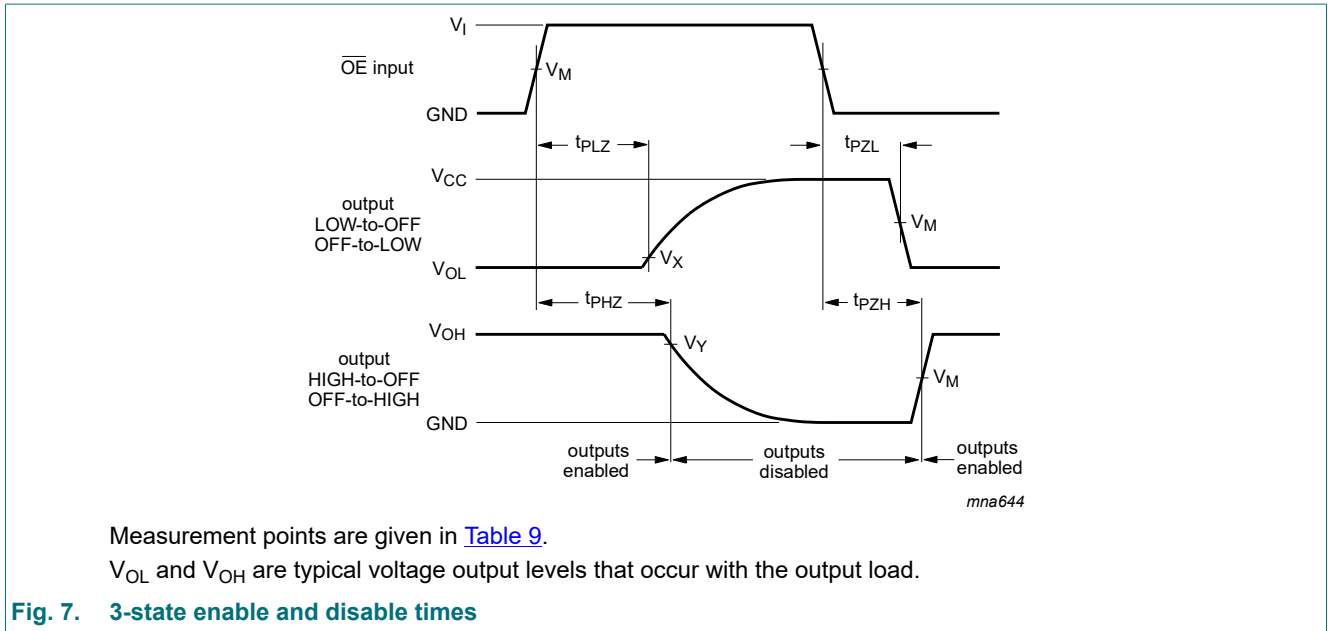 V_I
O̅E̅ input
V_M
GND
t_PLZ
t_PZL
V_CC
output
LOW-to-OFF
OFF-to-LOW
V_M
V_X
V_OL
t_PHZ
t_PZH
V_OH
V_Y
output
HIGH-to-OFF
OFF-to-HIGH
V_M
GND
outputs
enabled
outputs
disabled
outputs
enabled
mna644
Measurement points are given in Table 9.
V_OL and V_OH are typical voltage output levels that occur with the output load.
Fig. 7. 3-state enable and disable times